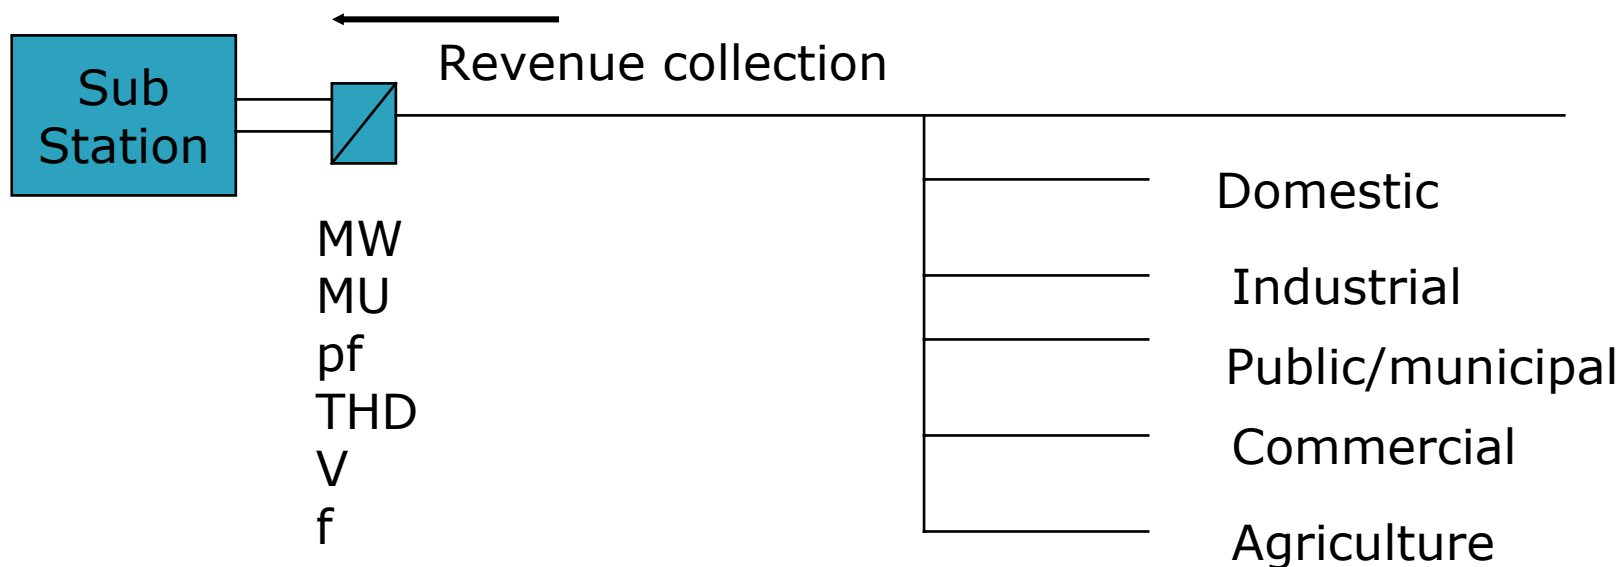 Revenue collection
Sub
Station
Domestic
MW
MU
pf
THD
V
f
Industrial
Public/municipal
Commercial
Agriculture